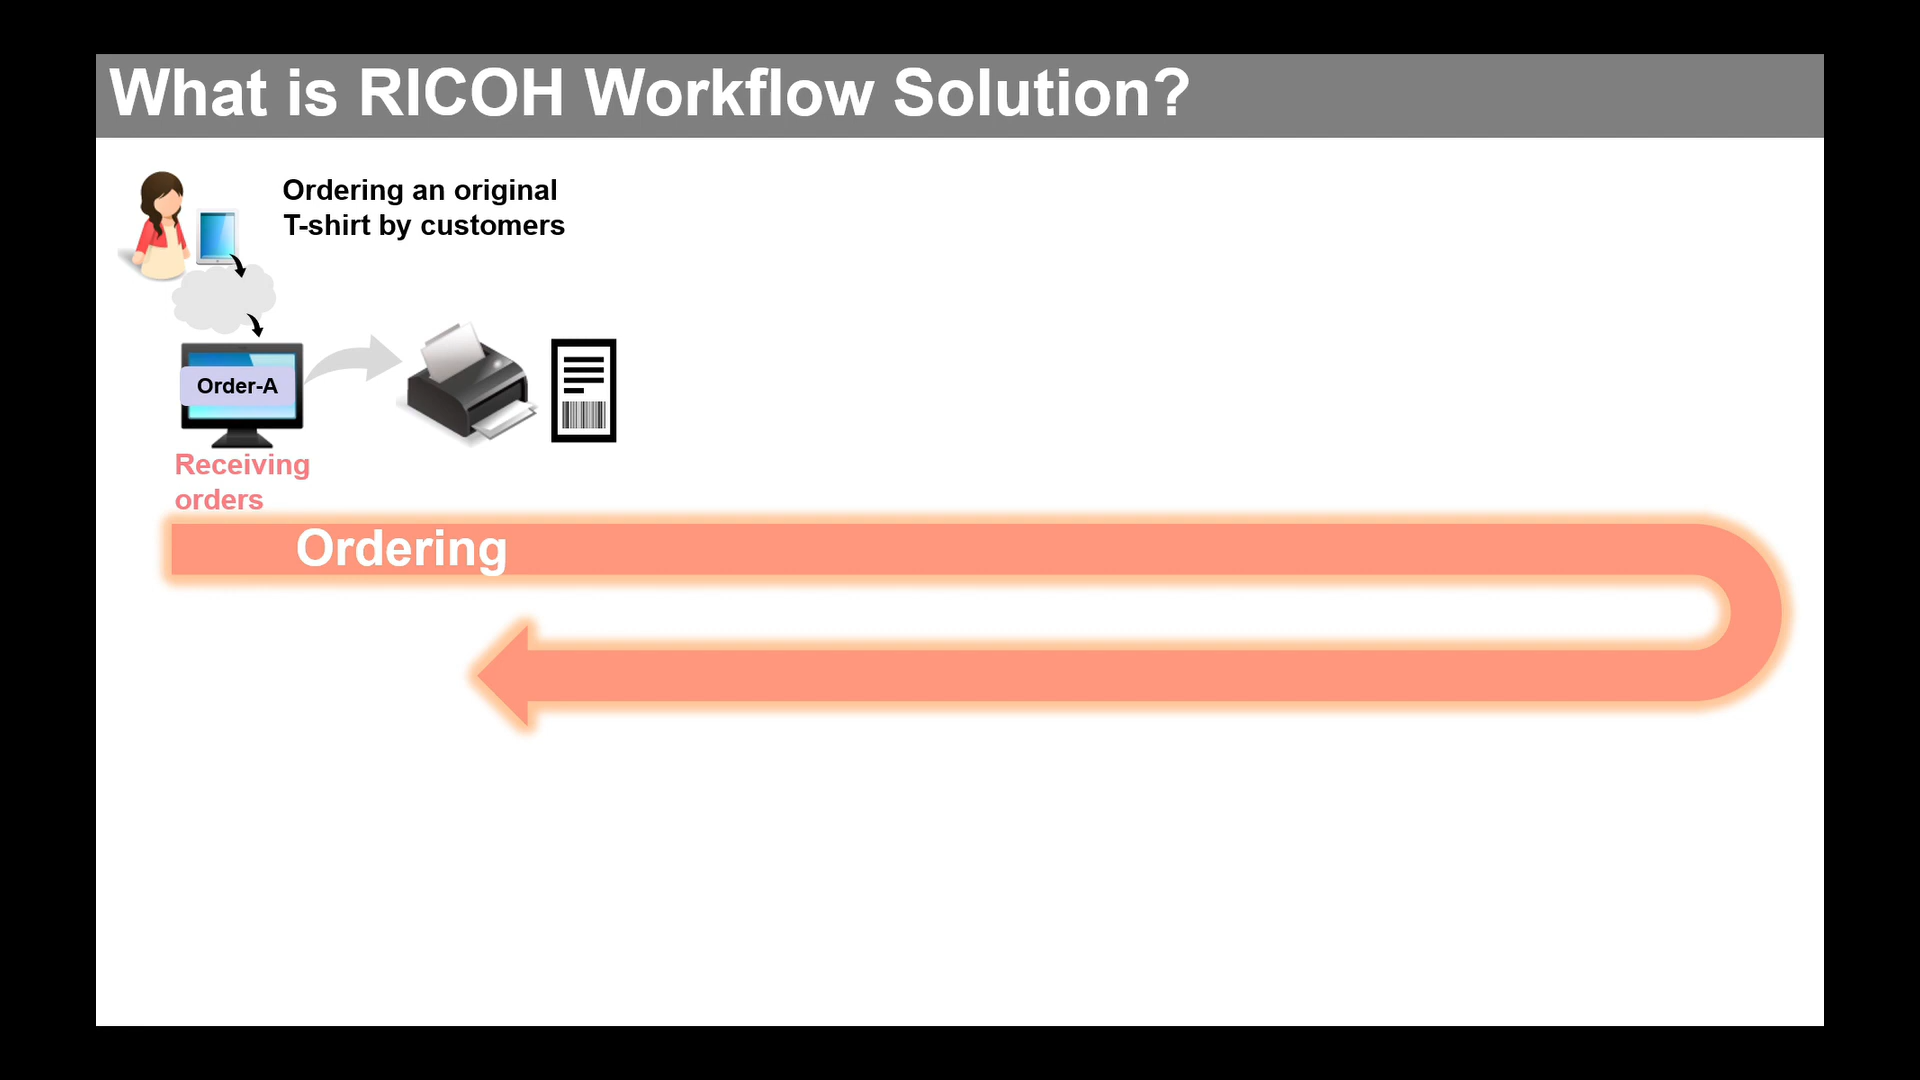 What is RICOH Workflow Solution?
Ordering an original
T-shirt by customers
Order-A
Receiving
orders
Ordering